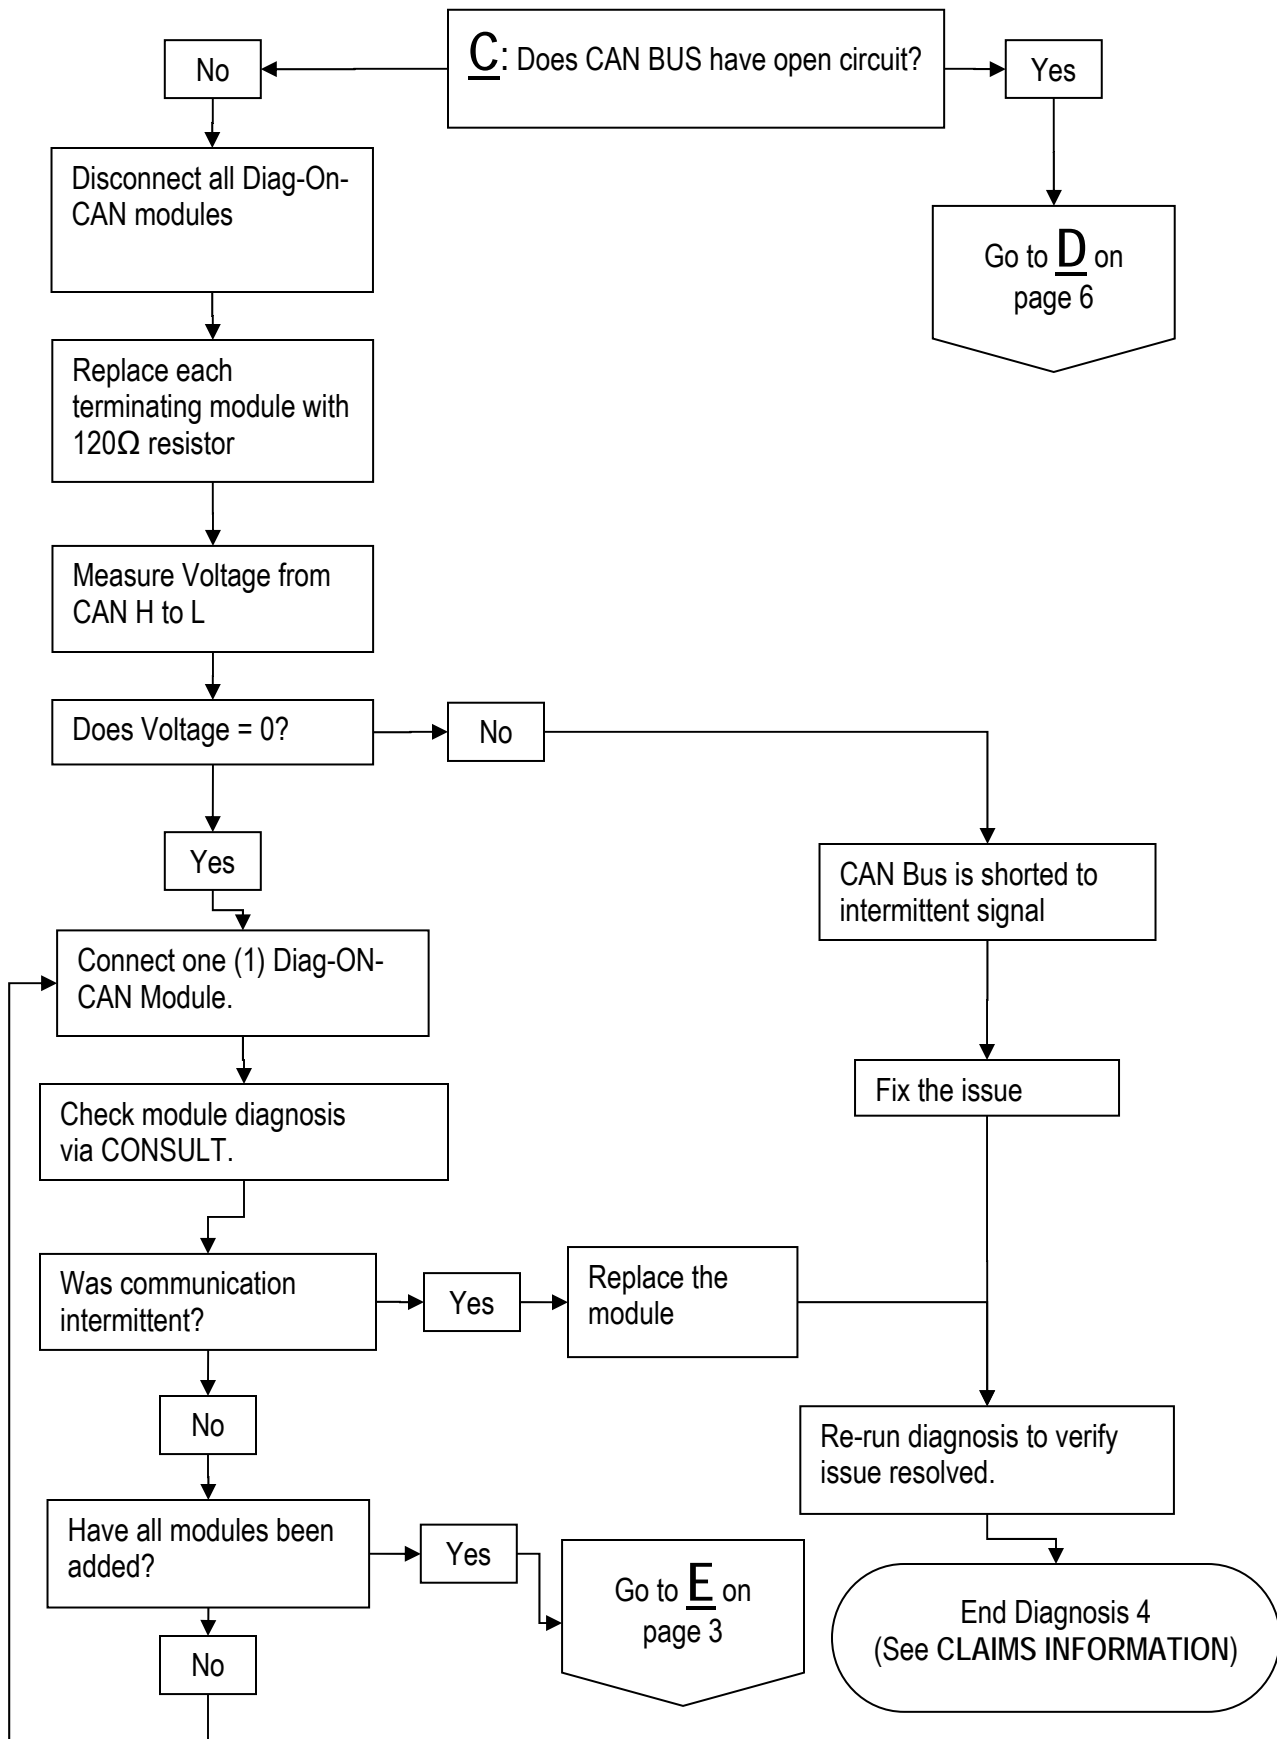 C: Does CAN BUS have open circuit?
No
Yes
Disconnect all Diag-On-
CAN modules
Go to D on
page 6
Replace each
terminating module with
120Ω resistor
Measure Voltage from
CAN H to L
Does Voltage = 0?
No
Yes
CAN Bus is shorted to
intermittent signal
Connect one (1) Diag-ON-
CAN Module.
Fix the issue
Check module diagnosis
via CONSULT.
Was communication
intermittent?
Yes
Replace the
module
No
Re-run diagnosis to verify
issue resolved.
Have all modules been
added?
Yes
Go to E on
page 3
End Diagnosis 4
(See CLAIMS INFORMATION)
No